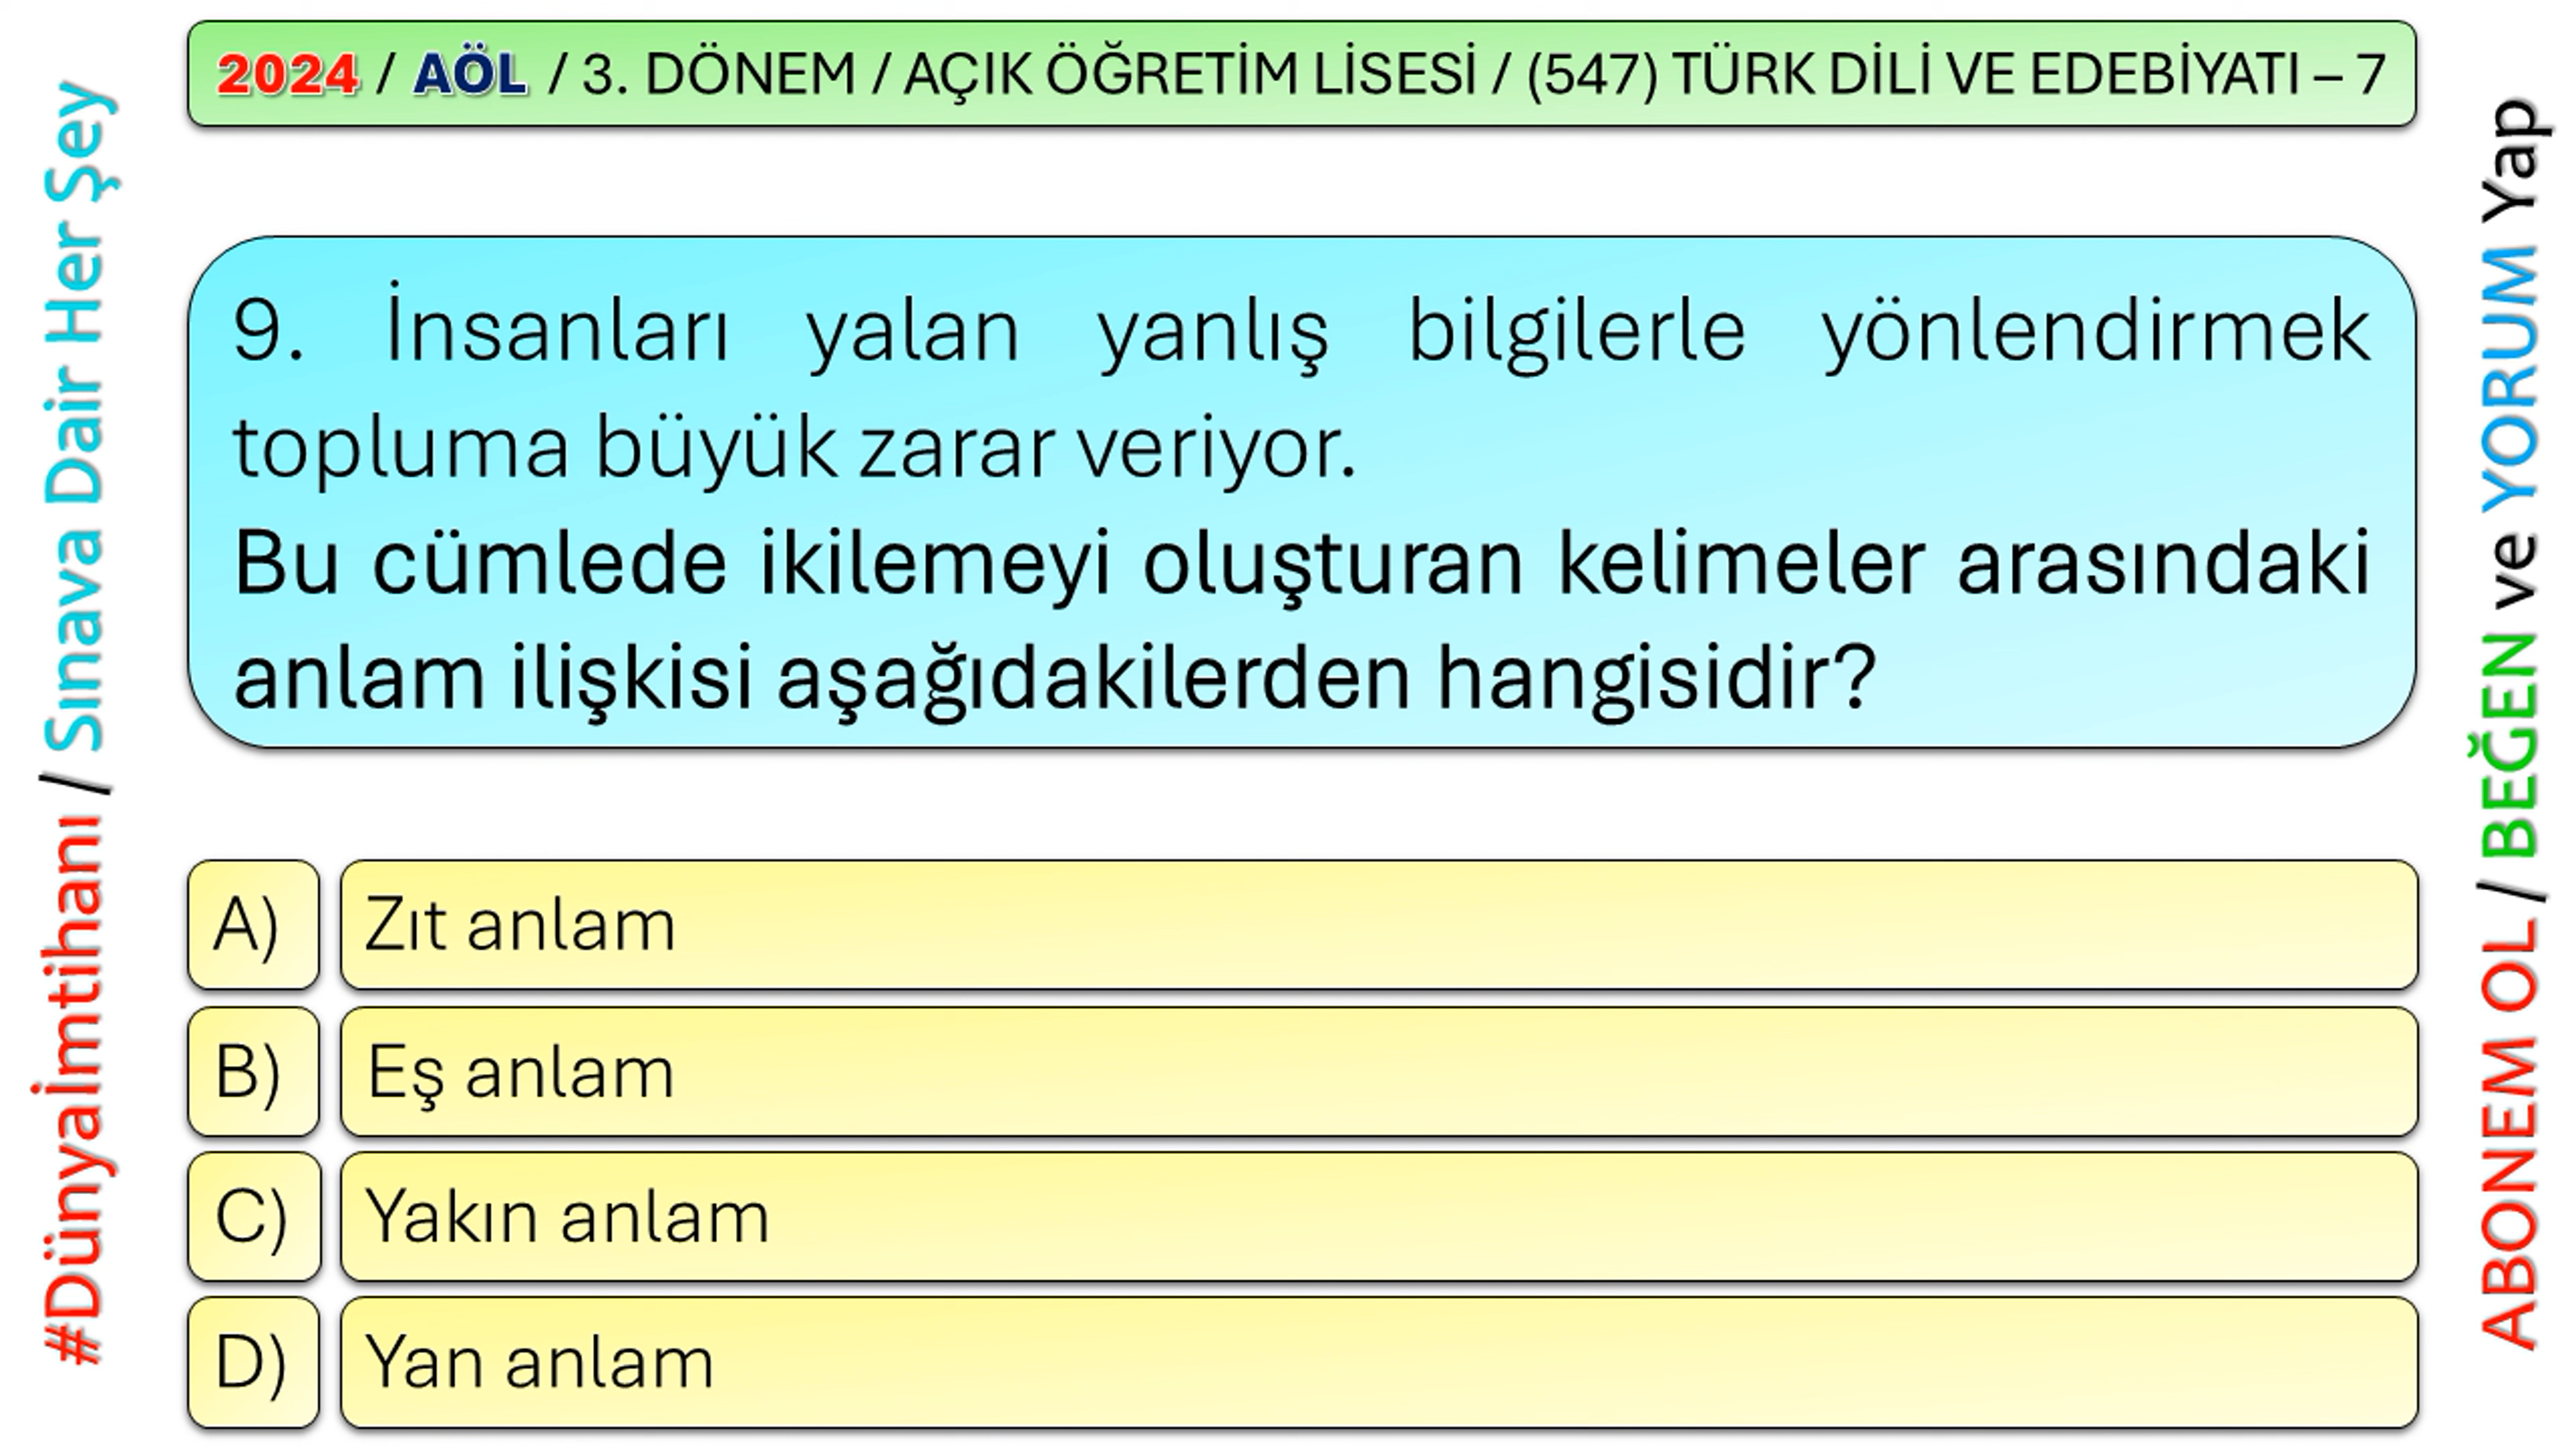 2024 / AÖL / 3. DÖNEM / AÇIK ÖĞRETİM LİSESİ / (547) TÜRK DİLİ VE EDEBİYATI – 7
#Dünyaİmtihanı / Sınava Dair Her Şey
9. İnsanları yalan yanlış bilgilerle yönlendirmek
topluma büyük zarar veriyor.
Bu cümlede ikilemeyi oluşturan kelimeler arasındaki
anlam ilişkisi aşağıdakilerden hangisidir?
A) Zıt anlam
B) Eş anlam
C) Yakın anlam
D) Yan anlam
ABONEM OL / BEĞEN ve YORUM Yap